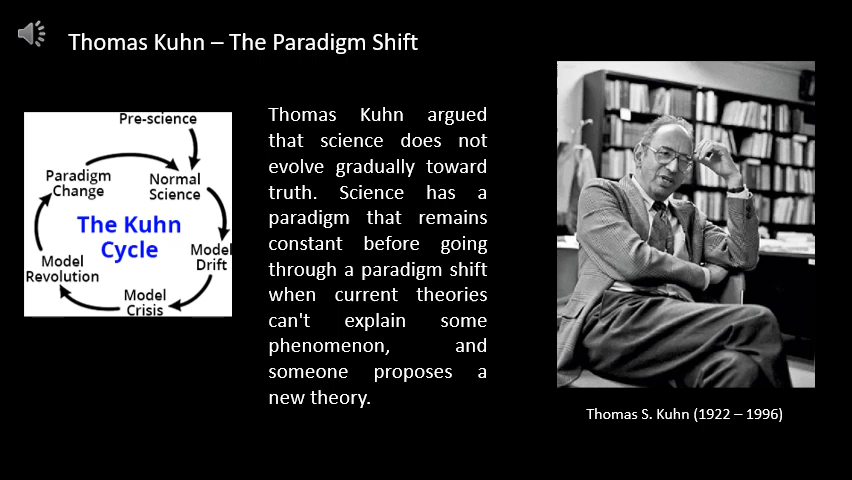 Thomas Kuhn – The Paradigm Shift
Pre-science
Paradigm
Change
Normal
Science
The Kuhn
Cycle
Model
Drift
Model
Revolution
Model
Crisis
Thomas Kuhn argued
that science does not
evolve gradually toward
truth. Science has a
paradigm that remains
constant before going
through a paradigm shift
when current theories
can't explain some
phenomenon, and
someone proposes a
new theory.
Thomas S. Kuhn (1922 – 1996)